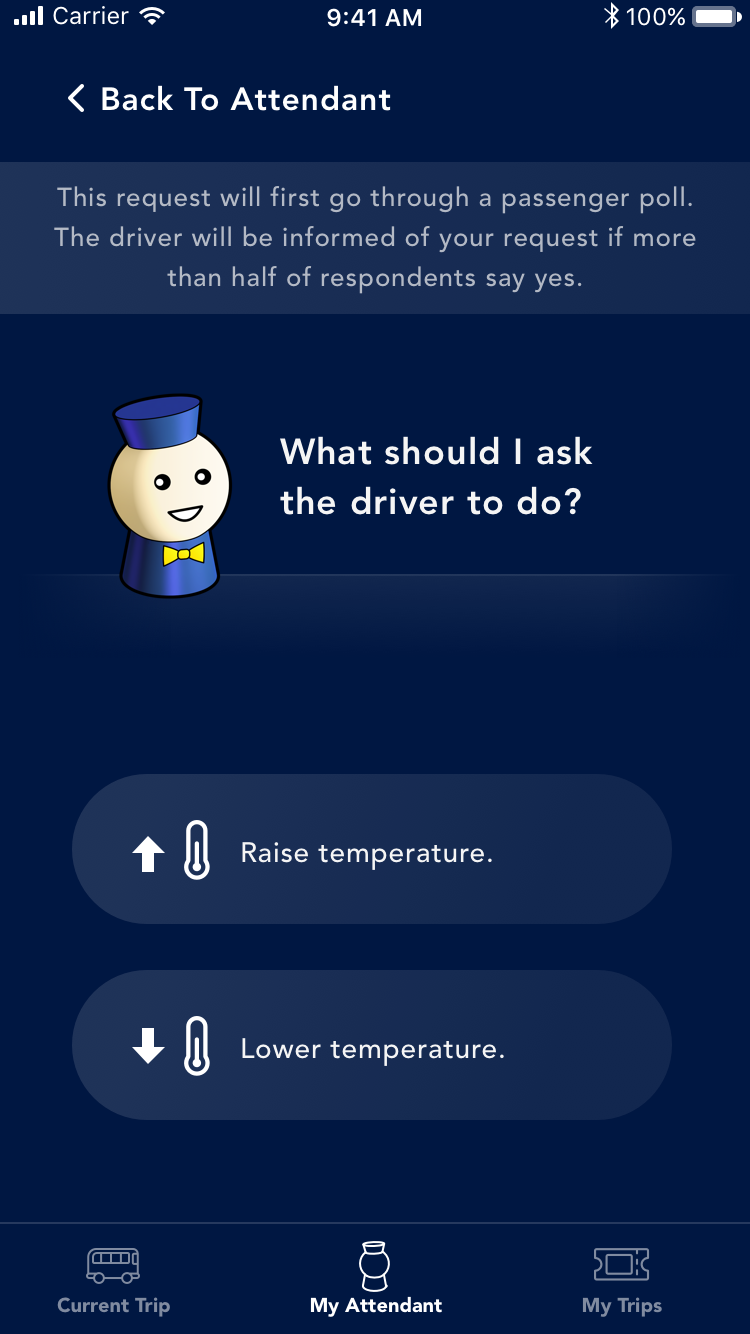 Carrier 9:41 AM 100%
Back To Attendant
This request will first go through a passenger poll.
The driver will be informed of your request if more
than half of respondents say yes.
What should I ask
the driver to do?
Raise temperature.
Lower temperature.
Current Trip My Attendant My Trips